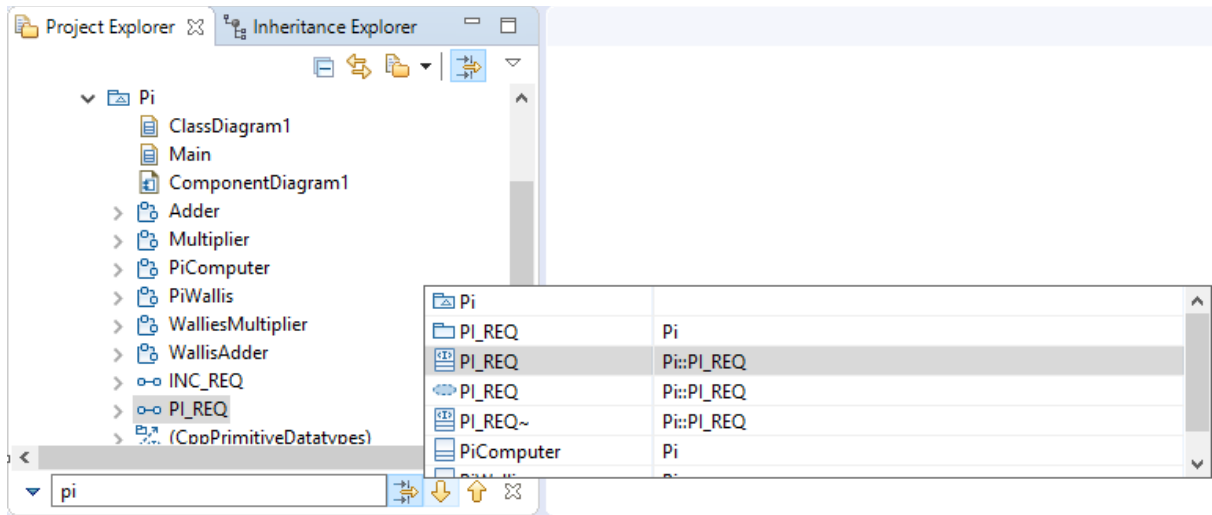 Project Explorer
Inheritance Explorer
Pi
ClassDiagram1
Main
ComponentDiagram1
Adder
Multiplier
PiComputer
PiWallis
WalliesMultiplier
WallisAdder
INC_REQ
PI_REQ
(CppPrimitiveDatatypes)
pi
Pi
PI_REQ Pi
PI_REQ Pi::PI_REQ
PI_REQ Pi::PI_REQ
PI_REQ~ Pi::PI_REQ
PiComputer Pi